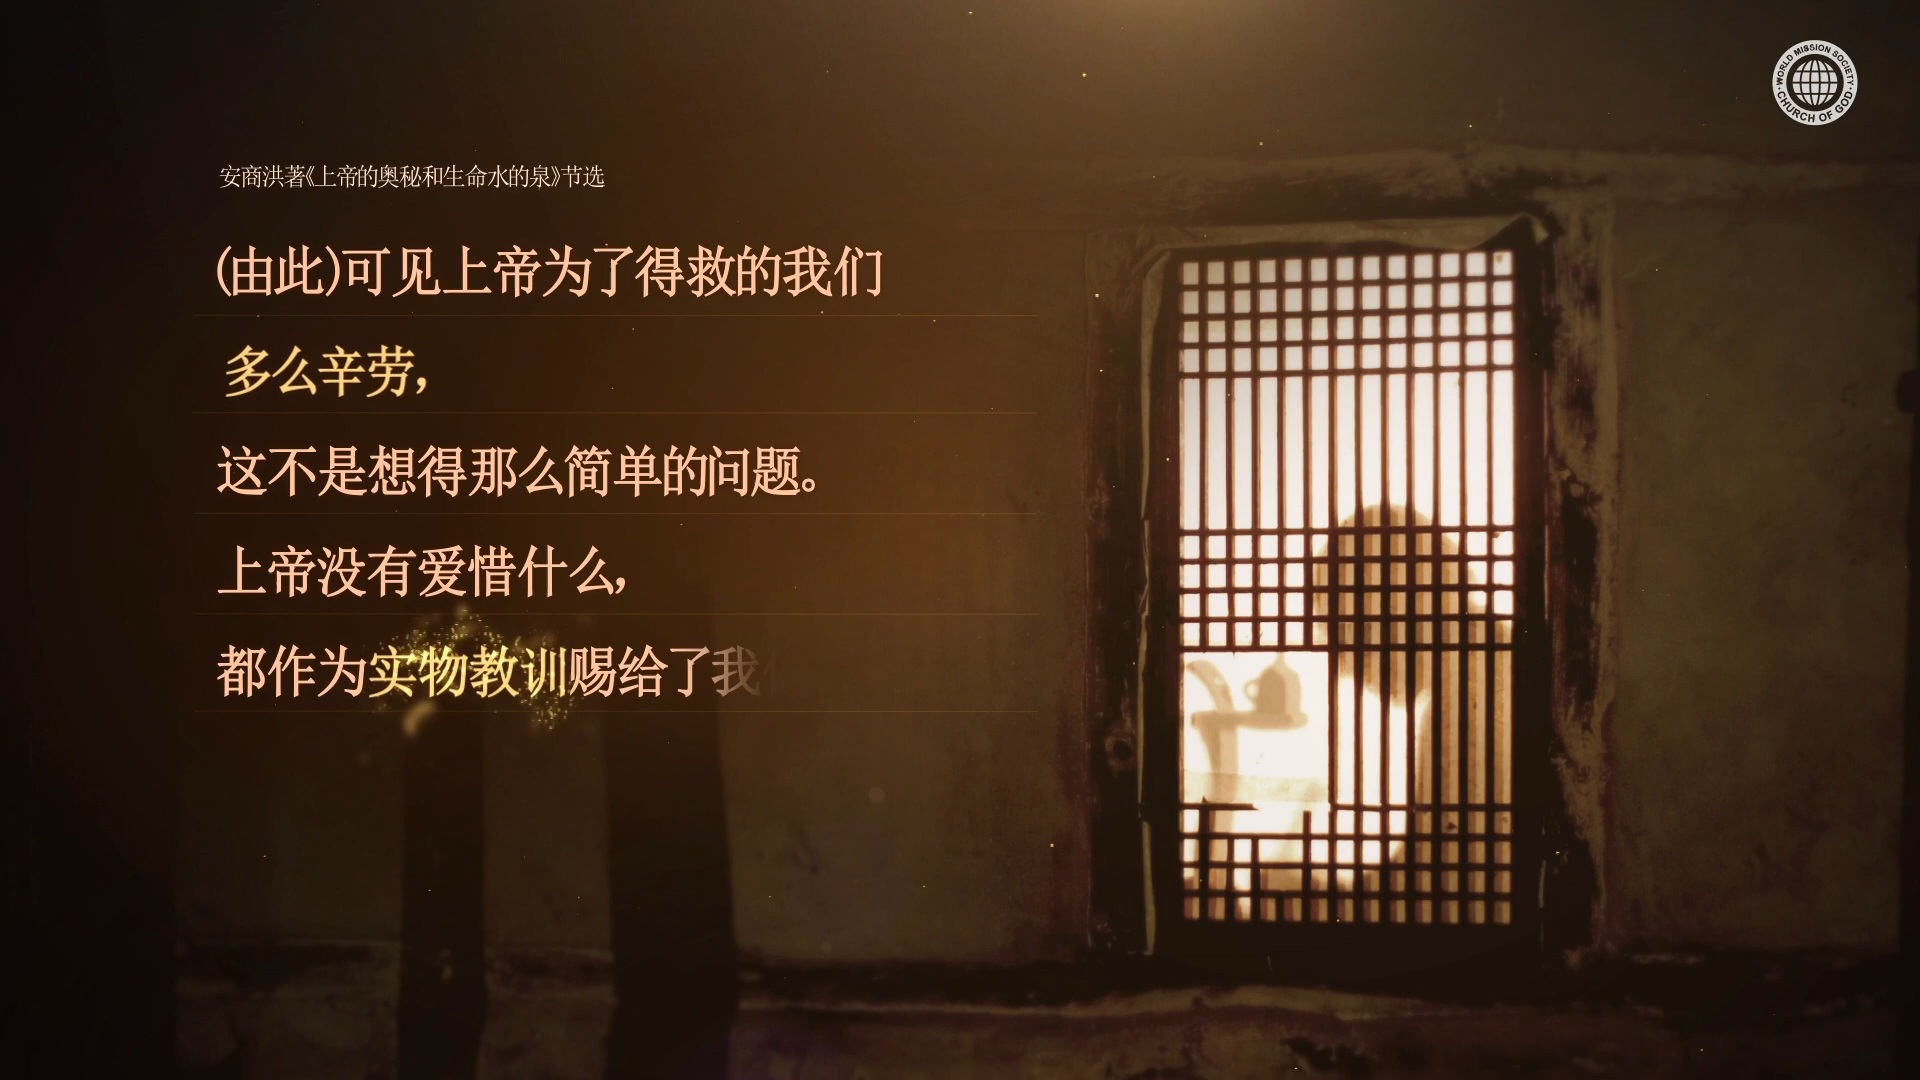 WORLD MISSION SOCIETY
CHURCH OF GOD
安商洪著《上帝的奥秘和生命水的泉》节选
(由此)可见上帝为了得救的我们
多么辛劳,
这不是想得那么简单的问题。
上帝没有爱惜什么,
都作为实物教训赐给了我